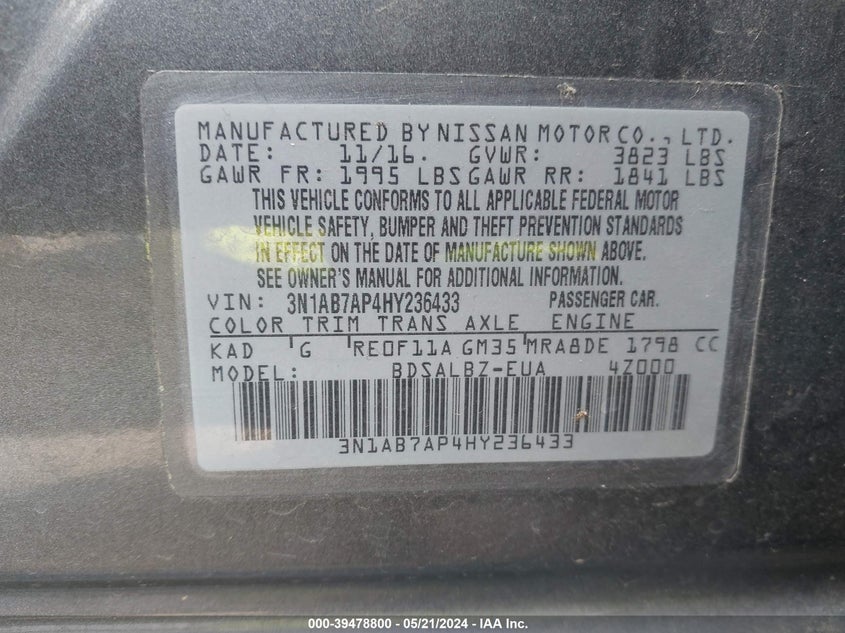 MANUFACTURED BY NISSAN MOTOR CO., LTD.
DATE: 11/16. GVWR: 3823 LBS
GAWR FR: 1995 LBS GAWR RR: 1841 LBS
THIS VEHICLE CONFORMS TO ALL APPLICABLE FEDERAL MOTOR
VEHICLE SAFETY, BUMPER AND THEFT PREVENTION STANDARDS
IN EFFECT ON THE DATE OF MANUFACTURE SHOWN ABOVE.
SEE OWNER'S MANUAL FOR ADDITIONAL INFORMATION.
VIN: 3N1AB7AP4HY236433 PASSENGER CAR.
COLOR TRIM TRANS AXLE ENGINE
KAD G RE0F11A GM35 MRA8DE 1798 CC
MODEL: BDSALBZ-EUA 4Z000
3N1AB7AP4HY236433
000-39478800 - 05/21/2024 - IAA Inc.